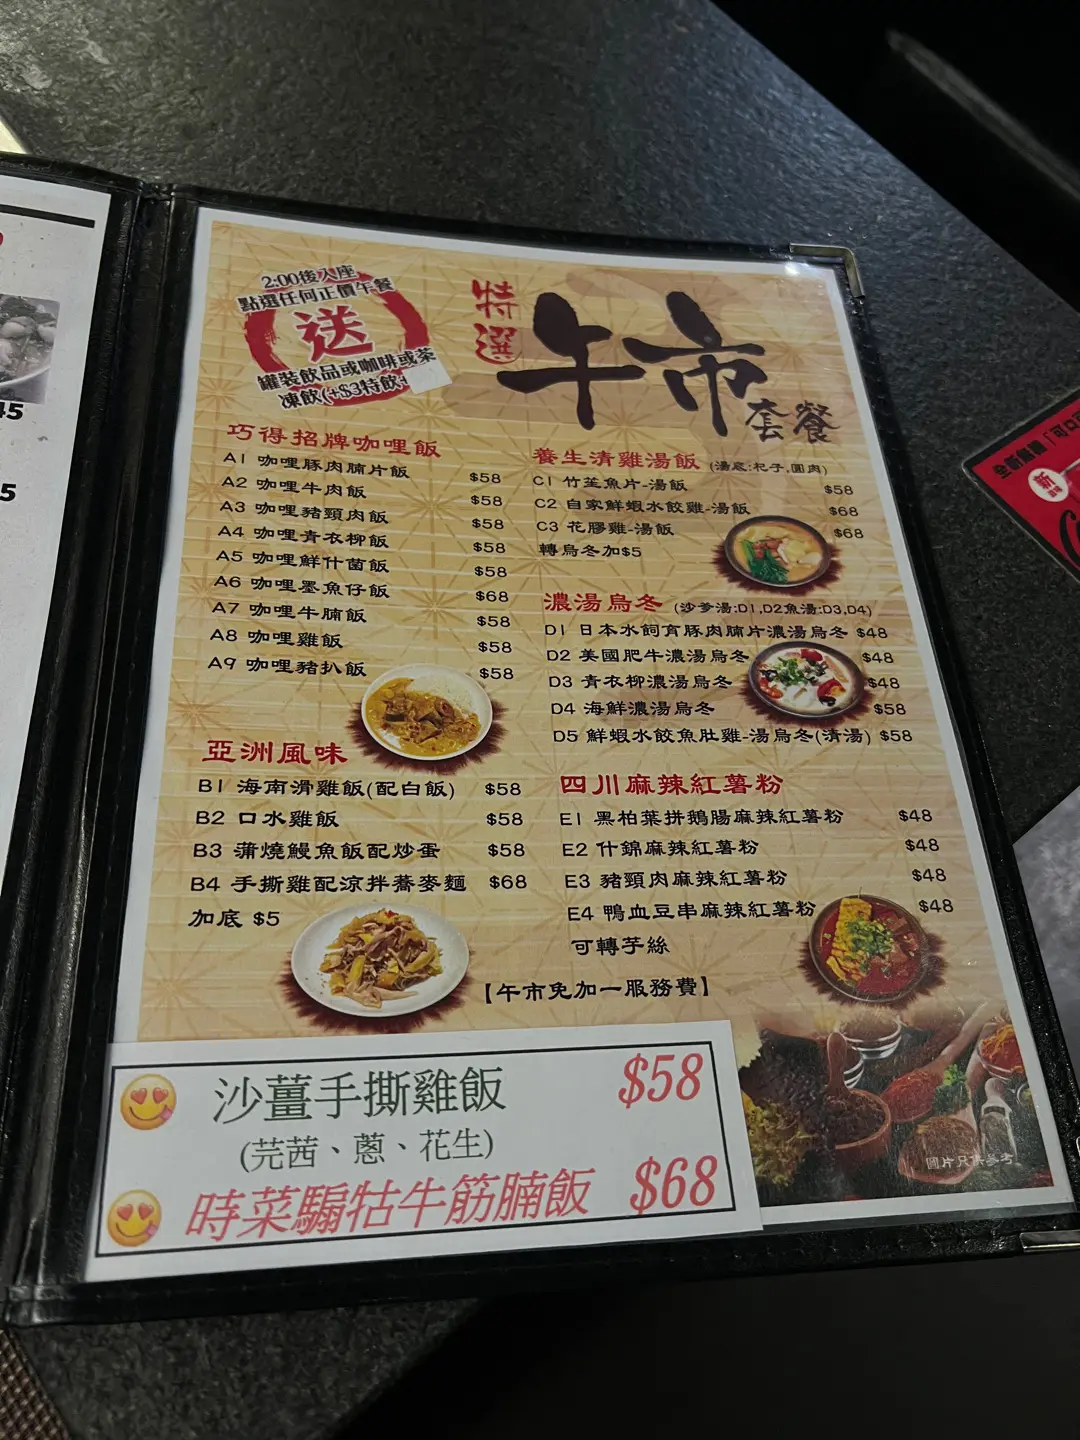 45
5
2:00後入座
點選任何正價午餐
送
罐裝飲品或咖啡或茶
凍飲(+$3特飲+
特選
午市
套餐
巧得招牌咖哩飯
A1 咖哩豚肉腩片飯 $58
A2 咖哩牛肉飯 $58
A3 咖哩豬頸肉飯 $58
A4 咖哩青衣柳飯 $58
A5 咖哩鮮什菌飯 $58
A6 咖哩墨魚仔飯 $68
A7 咖哩牛腩飯 $58
A8 咖哩雞飯 $58
A9 咖哩豬扒飯 $58
亞洲風味
B1 海南滑雞飯(配白飯) $58
B2 口水雞飯 $58
B3 蒲燒鰻魚飯配炒蛋 $58
B4 手撕雞配涼拌蕎麥麵 $68
加底 $5
養生清雞湯飯 (湯底:杞子,圓肉)
C1 竹笙魚片-湯飯 $58
C2 自家鮮蝦水餃雞-湯飯 $68
C3 花膠雞-湯飯 $68
轉烏冬加$5
濃湯烏冬 (沙爹湯:D1,D2魚湯:D3,D4)
D1 日本水飼育豚肉腩片濃湯烏冬 $48
D2 美國肥牛濃湯烏冬 $48
D3 青衣柳濃湯烏冬 $48
D4 海鮮濃湯烏冬 $58
D5 鮮蝦水餃魚肚雞-湯烏冬(清湯) $58
四川麻辣紅薯粉
E1 黑柏葉拼鵝腸麻辣紅薯粉 $48
E2 什錦麻辣紅薯粉 $48
E3 豬頸肉麻辣紅薯粉 $48
E4 鴨血豆串麻辣紅薯粉 $48
可轉芋絲
【午市免加一服務費】
沙薑手撕雞飯 $58
(芫茜、蔥、花生)
時菜騸牯牛筋腩飯 $68
圖片只供參考
新